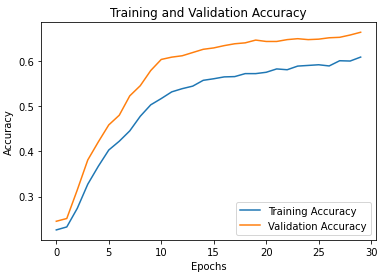 Training and Validation Accuracy
Accuracy
0.6
0.5
0.4
0.3
Training Accuracy
Validation Accuracy
0
5
10
15
20
25
30
Epochs